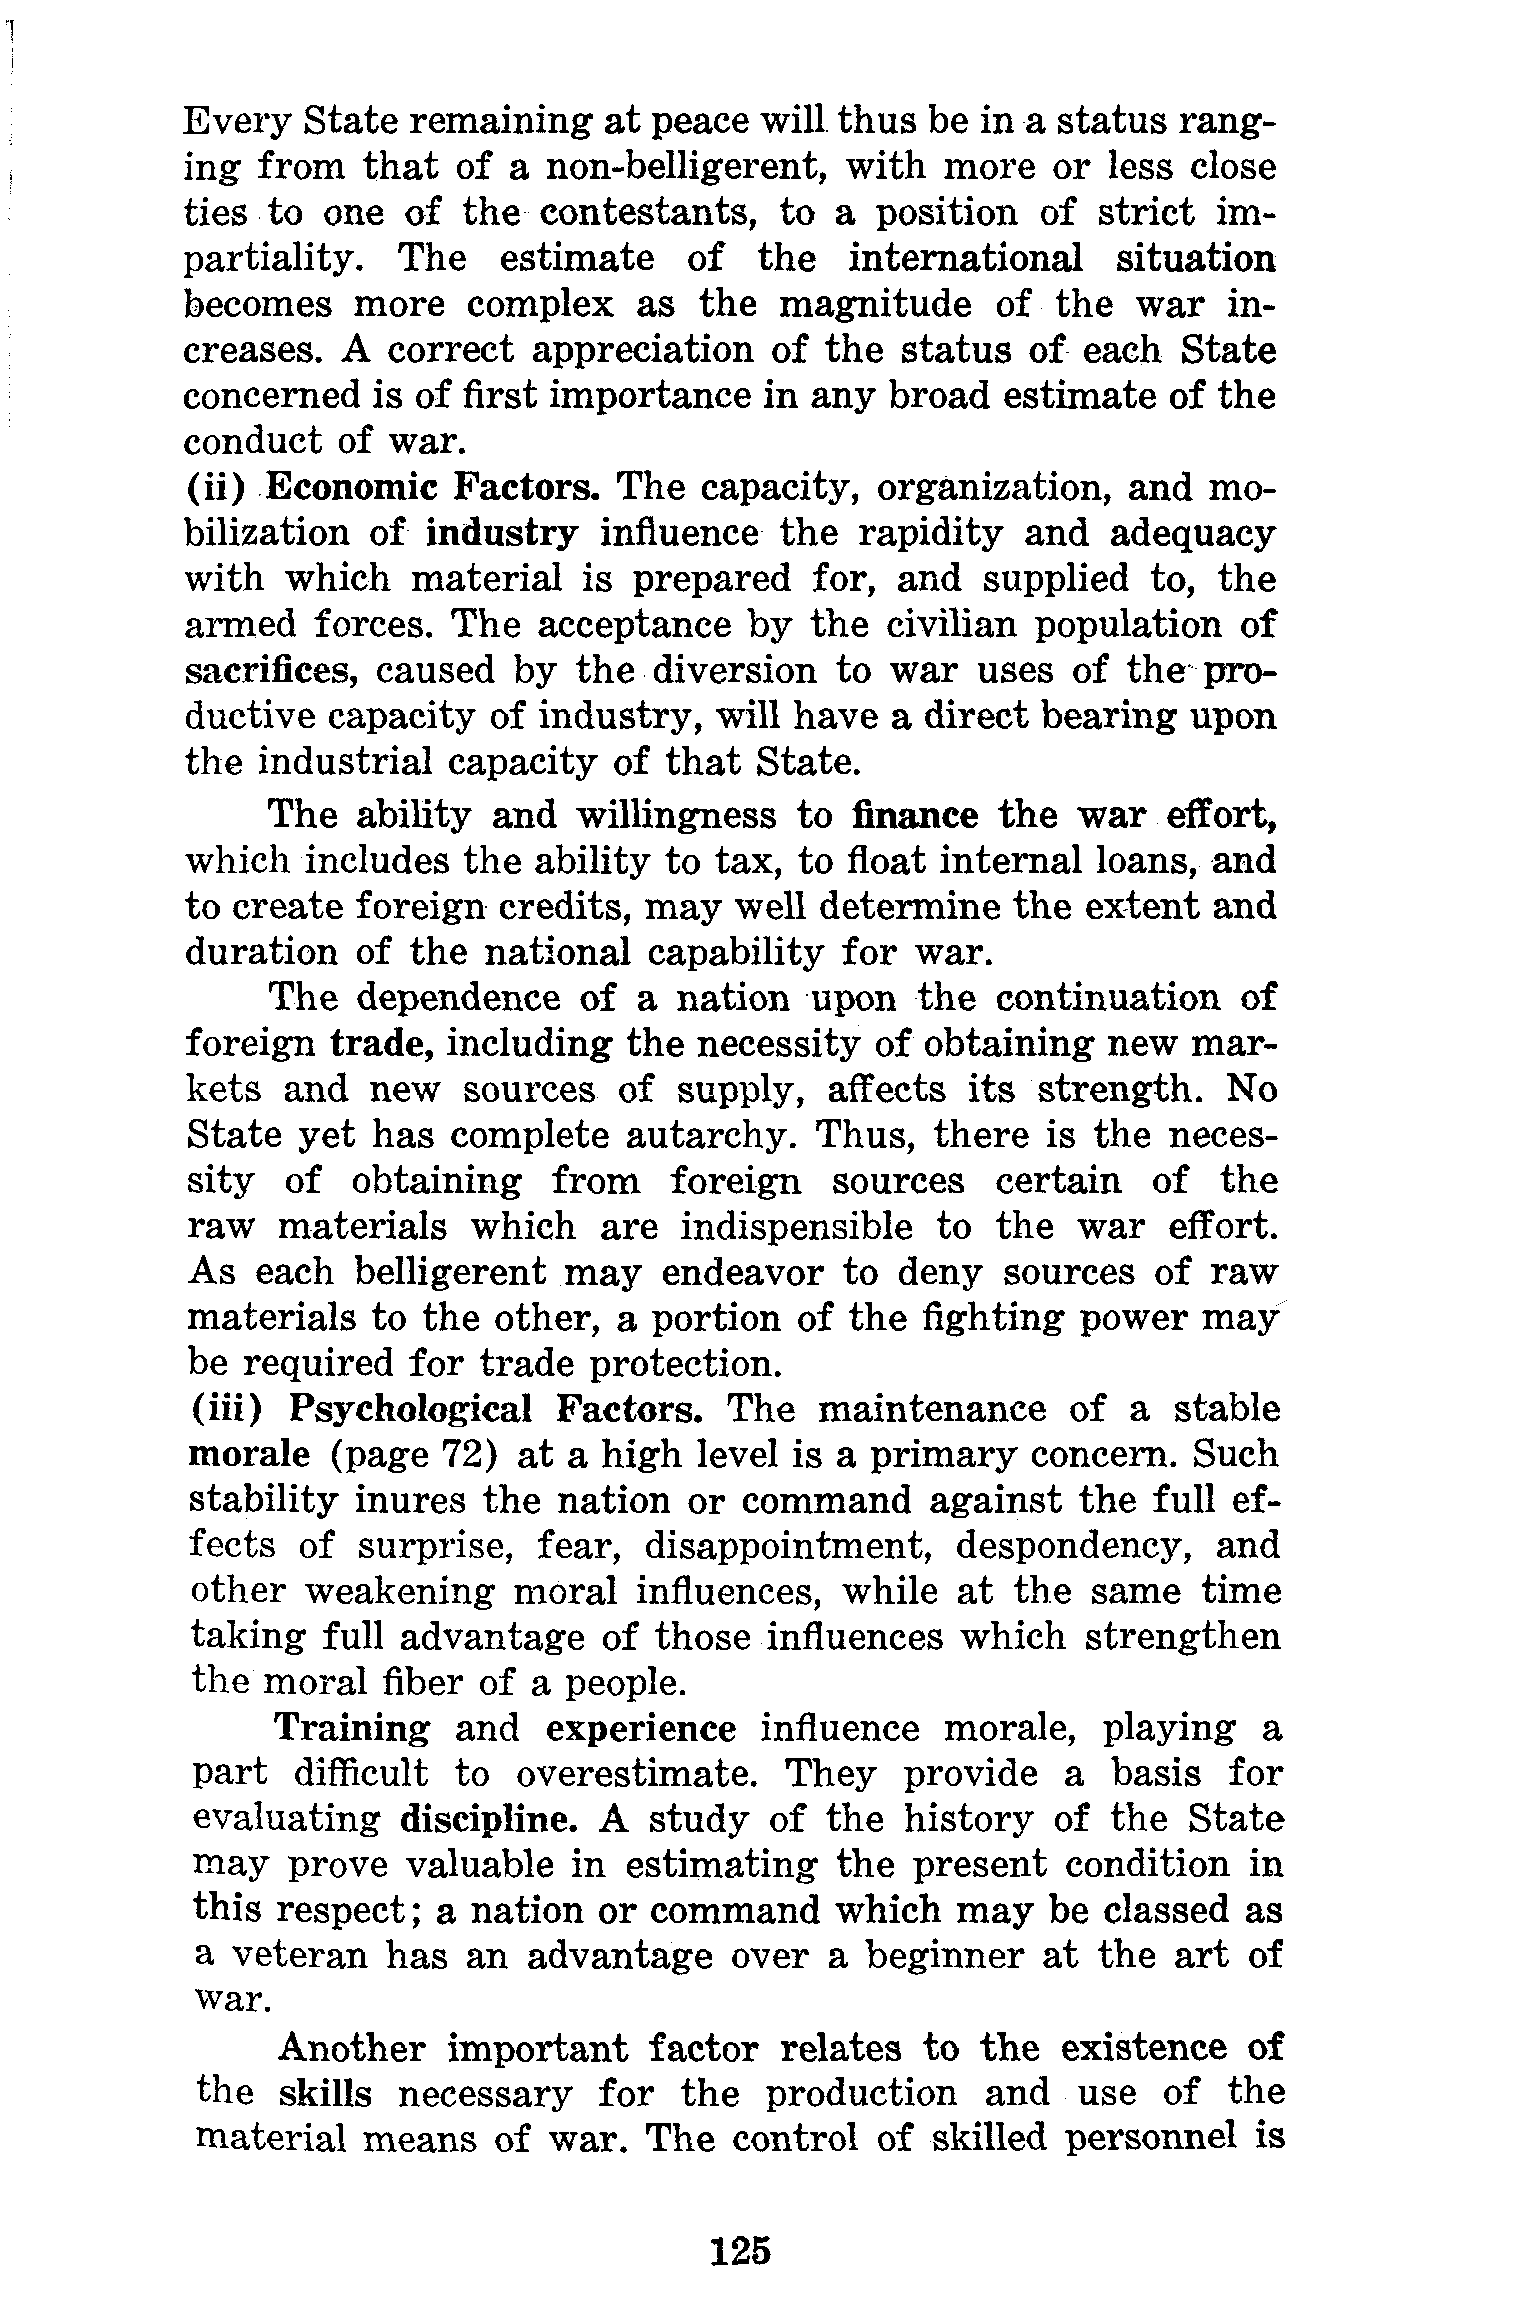 Every State remaining at peace will thus be in a status rang-
ing from that of a non-belligerent, with more or less close
ties to one of the contestants, to a position of strict im-
partiality. The estimate of the international situation
becomes more complex as the magnitude of the war in-
creases. A correct appreciation of the status of each State
concerned is of first importance in any broad estimate of the
conduct of war.
(ii) Economic Factors. The capacity, organization, and mo-
bilization of industry influence the rapidity and adequacy
with which material is prepared for, and supplied to, the
armed forces. The acceptance by the civilian population of
sacrifices, caused by the diversion to war uses of the pro-
ductive capacity of industry, will have a direct bearing upon
the industrial capacity of that State.
The ability and willingness to finance the war effort,
which includes the ability to tax, to float internal loans, and
to create foreign credits, may well determine the extent and
duration of the national capability for war.
The dependence of a nation upon the continuation of
foreign trade, including the necessity of obtaining new mar-
kets and new sources of supply, affects its strength. No
State yet has complete autarchy. Thus, there is the neces-
sity of obtaining from foreign sources certain of the
raw materials which are indispensible to the war effort.
As each belligerent may endeavor to deny sources of raw
materials to the other, a portion of the fighting power may
be required for trade protection.
(iii) Psychological Factors. The maintenance of a stable
morale (page 72) at a high level is a primary concern. Such
stability inures the nation or command against the full ef-
fects of surprise, fear, disappointment, despondency, and
other weakening moral influences, while at the same time
taking full advantage of those influences which strengthen
the moral fiber of a people.
Training and experience influence morale, playing a
part difficult to overestimate. They provide a basis for
evaluating discipline. A study of the history of the State
may prove valuable in estimating the present condition in
this respect; a nation or command which may be classed as
a veteran has an advantage over a beginner at the art of
war.
Another important factor relates to the existence of
the skills necessary for the production and use of the
material means of war. The control of skilled personnel is
125